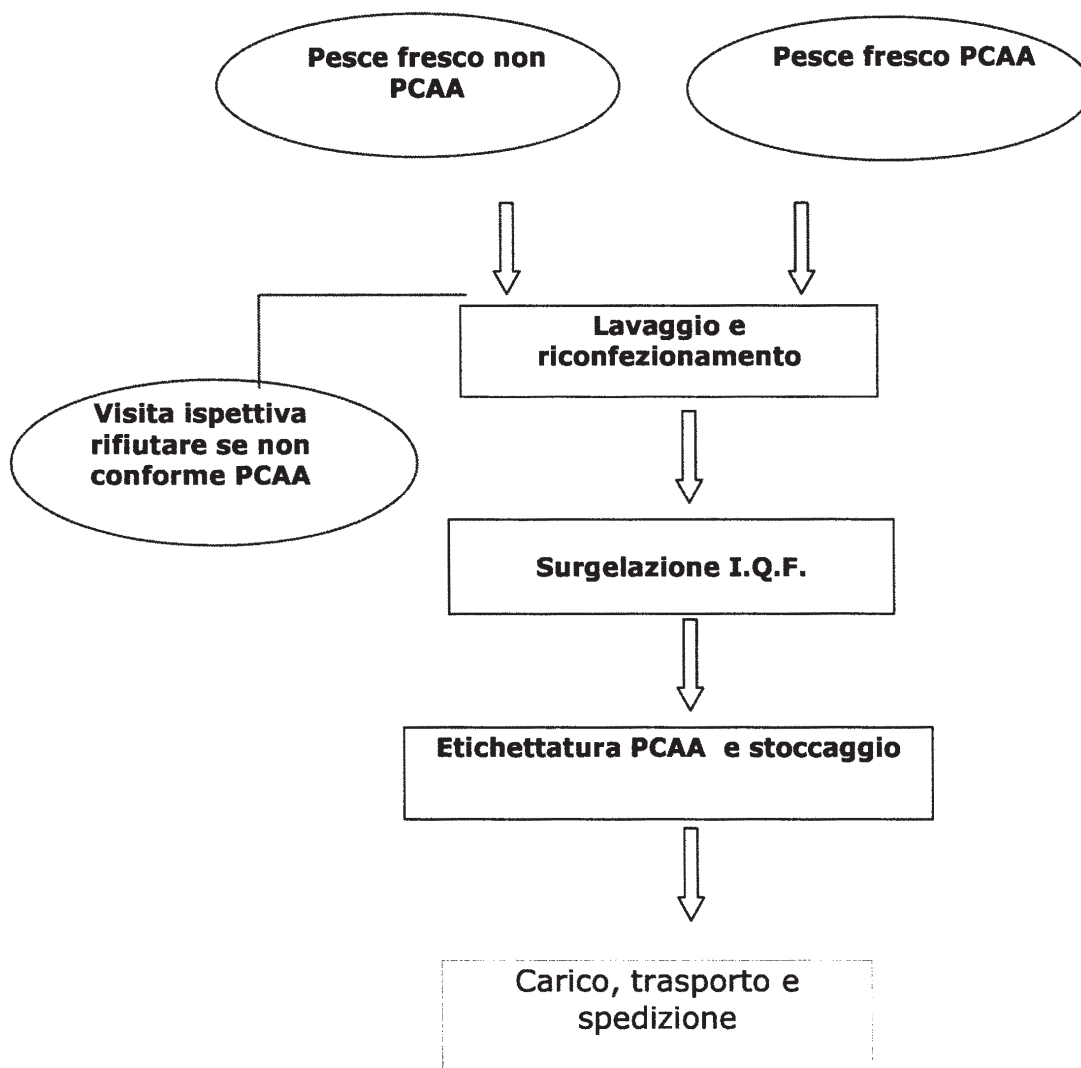 Pesce fresco non
PCAA
Pesce fresco PCAA
Lavaggio e
riconfezionamento
Visita ispettiva
rifiutare se non
conforme PCAA
Surgelazione I.Q.F.
Etichettatura PCAA e stoccaggio
Carico, trasporto e
spedizione